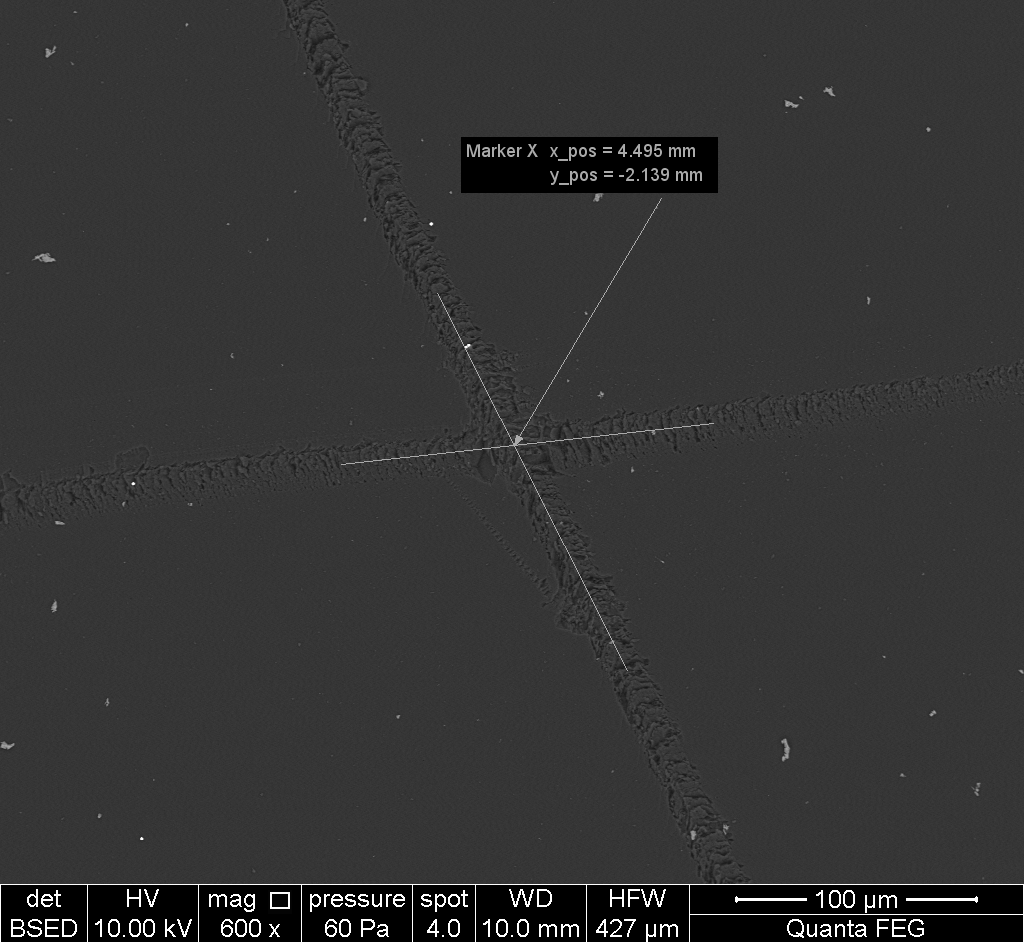 Marker X x_pos = 4.495 mm
y_pos = -2.139 mm
det HV mag pressure spot WD HFW 100 µm
BSED 10.00 kV 600 x 60 Pa 4.0 10.0 mm 427 µm Quanta FEG